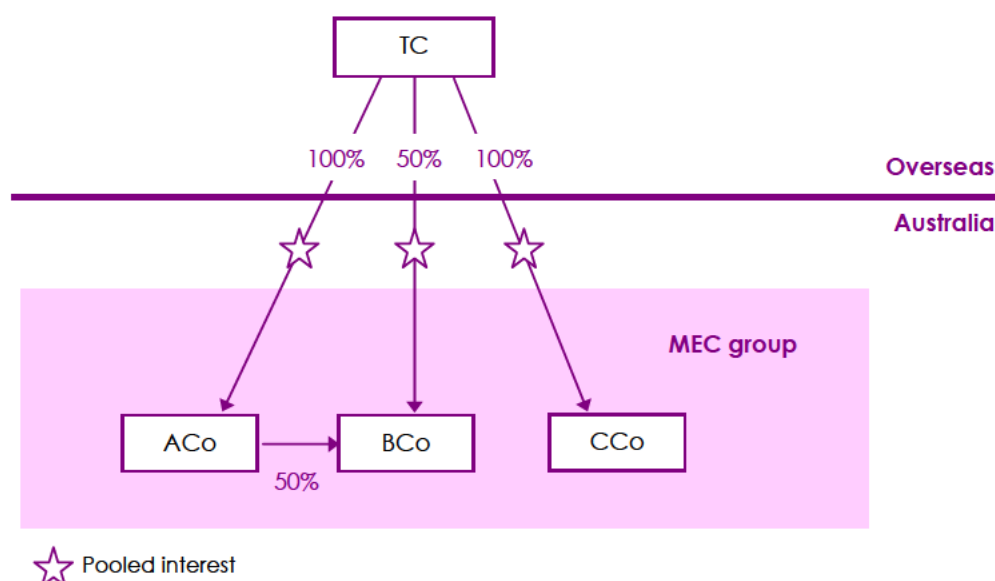 TC
100%
50%
100%
Overseas
Australia
MEC group
ACo
BCo
CCo
50%
Pooled interest